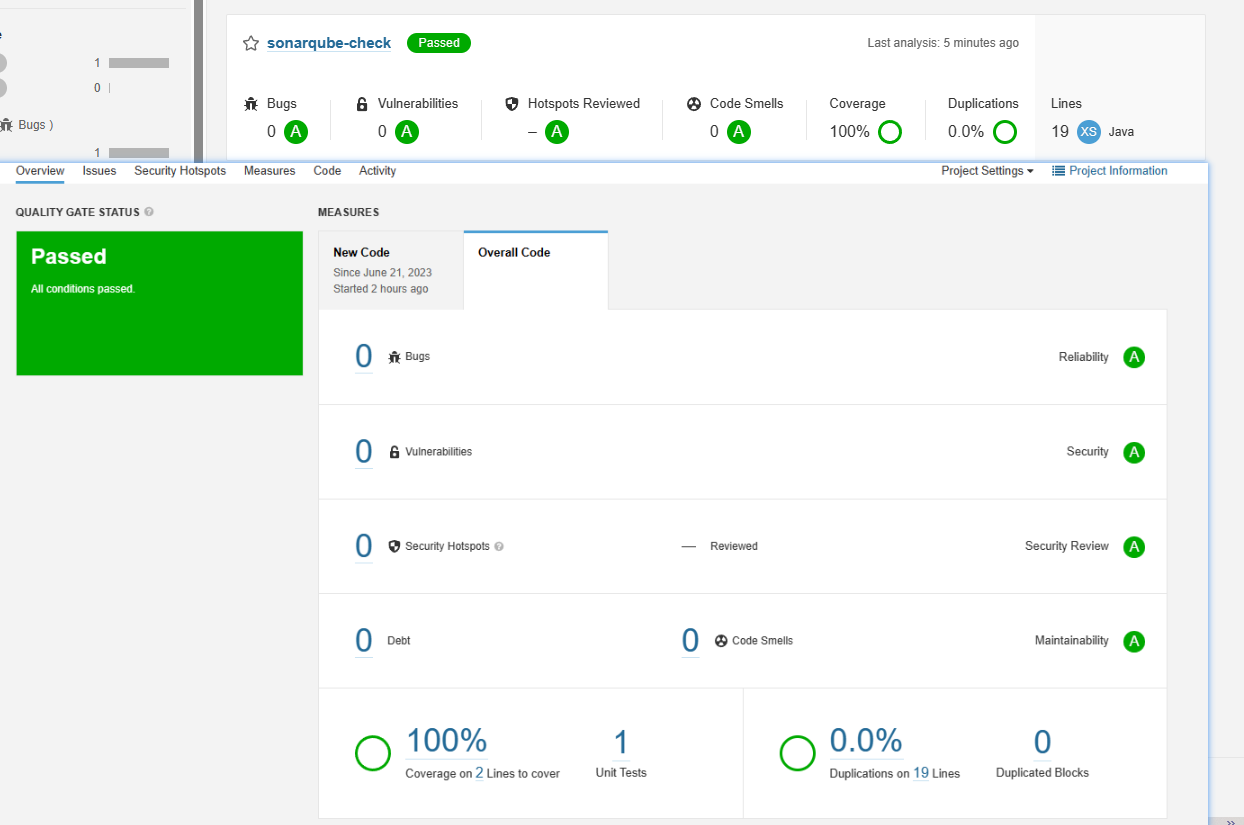 e
sonarqube-check Passed Last analysis: 5 minutes ago
1
0
Bugs Vulnerabilities Hotspots Reviewed Code Smells Coverage Duplications Lines
Bugs )
0 A 0 A – A 0 A 100% 0.0% 19 XS Java
1
Overview Issues Security Hotspots Measures Code Activity Project Settings Project Information
QUALITY GATE STATUS ? MEASURES
Passed
All conditions passed.
New Code
Since June 21, 2023
Started 2 hours ago
Overall Code
0 Bugs Reliability A
0 Vulnerabilities Security A
0 Security Hotspots ? — Reviewed Security Review A
0 Debt 0 Code Smells Maintainability A
100% 1 0.0% 0
Coverage on 2 Lines to cover Unit Tests Duplications on 19 Lines Duplicated Blocks
»